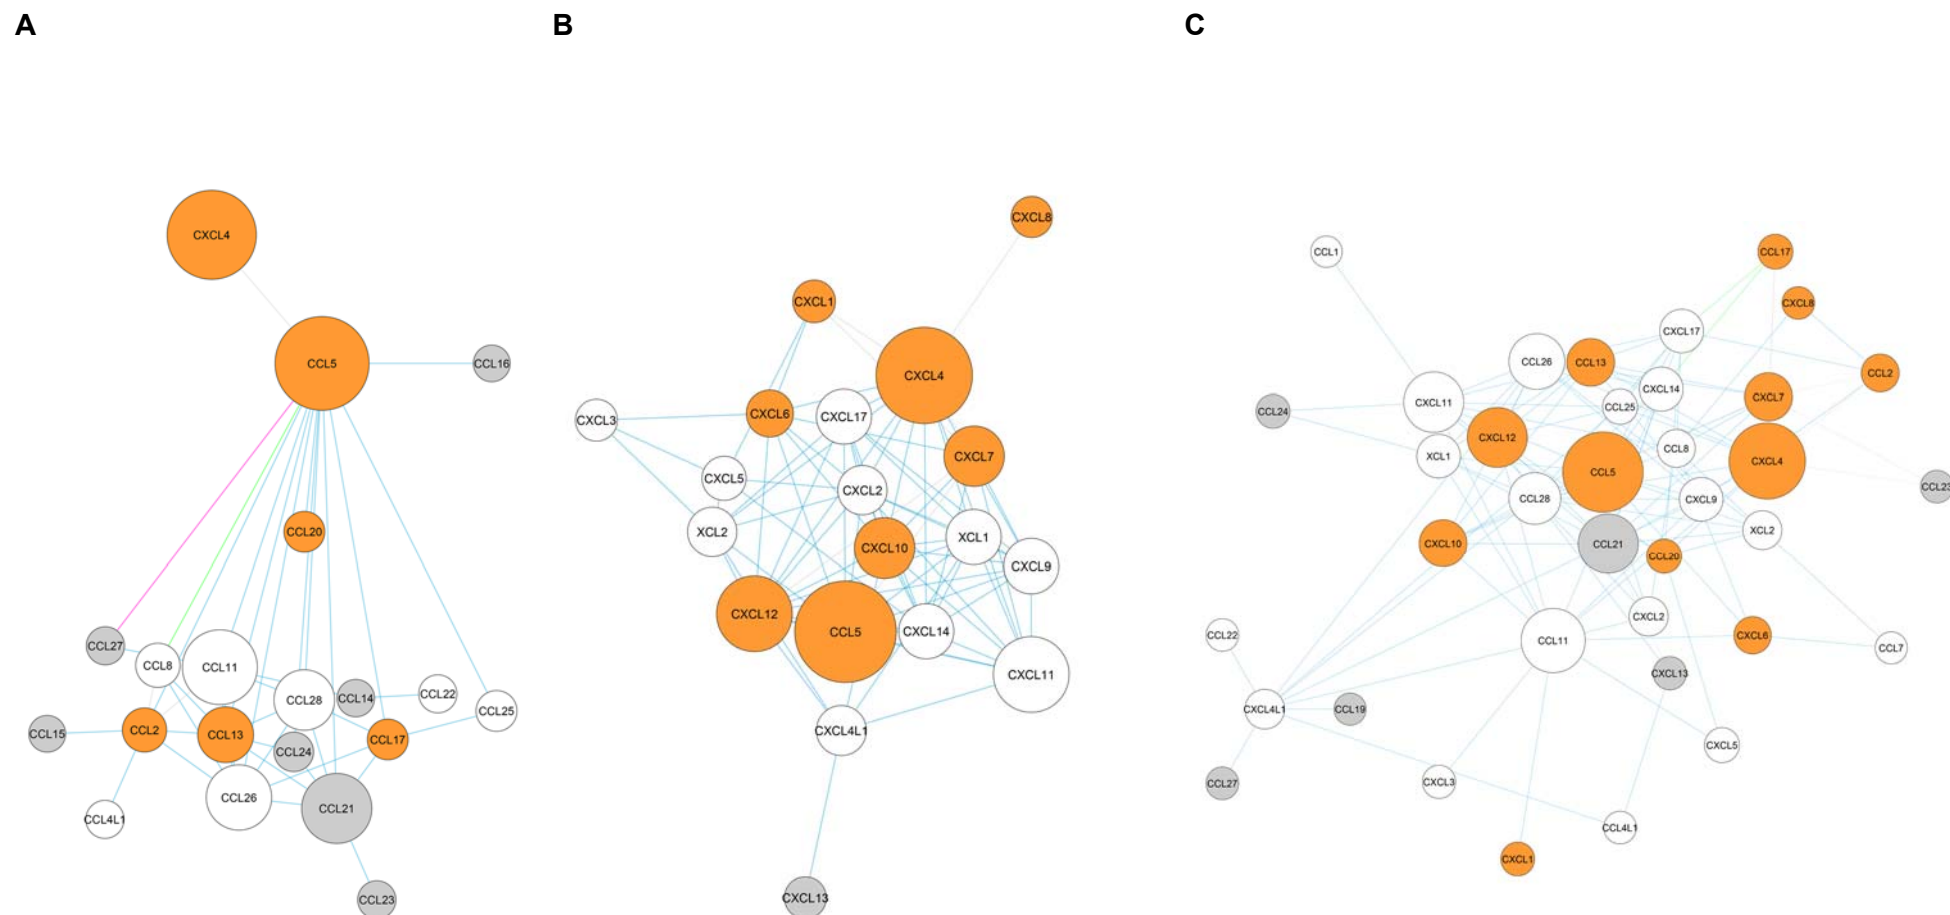 A
B
C
CXCL4
CCL5
CCL16
CCL20
CCL27
CCL8
CCL11
CCL28
CCL14
CCL22
CCL25
CCL15
CCL2
CCL13
CCL24
CCL17
CCL26
CCL21
CCL4L1
CCL23
CXCL8
CXCL1
CXCL4
CXCL3
CXCL6
CXCL17
CXCL7
CXCL5
CXCL2
XCL2
CXCL10
XCL1
CXCL9
CXCL12
CCL5
CXCL14
CXCL11
CXCL4L1
CXCL13
CCL1
CCL17
CXCL8
CXCL17
CCL26
CCL13
CCL2
CXCL14
CXCL7
CXCL11
CCL25
CCL24
CXCL12
CCL8
XCL1
CCL5
CXCL4
CCL23
CCL28
CXCL9
XCL2
CXCL10
CCL21
CCL20
CXCL2
CCL22
CCL11
CXCL6
CCL7
CXCL13
CXCL4L1
CCL19
CXCL5
CCL27
CXCL3
CCL4L1
CXCL1